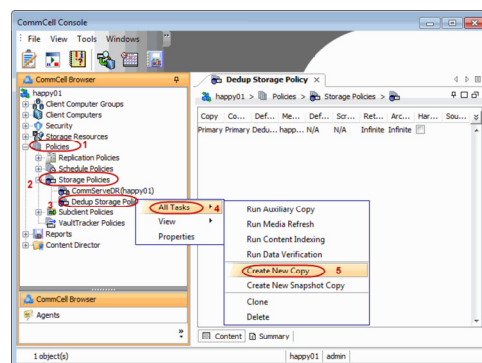 CommCell Console
File View Tools Windows
CommCell Browser
happy01
Client Computer Groups
Client Computers
Security
Storage Resources
Policies 1
Replication Policies
Schedule Policies
2 Storage Policies
CommServeDR(happy01)
3 Dedup Storage Poli
Subclient Policies
VaultTracker Policies
Reports
Content Director
CommCell Browser
Agents
Dedup Storage Policy
happy01 > Policies > Storage Policies >
Copy Co... Def... Me... Def... Scr... Ret... Arc... Har... Sou...
Primary Primary Dedu... happ... N/A N/A Infinite Infinite
All Tasks 4
View
Properties
Run Auxiliary Copy
Run Media Refresh
Run Content Indexing
Run Data Verification
Create New Copy 5
Create New Snapshot Copy
Clone
Delete
Content Summary
1 object(s) happy01 admin